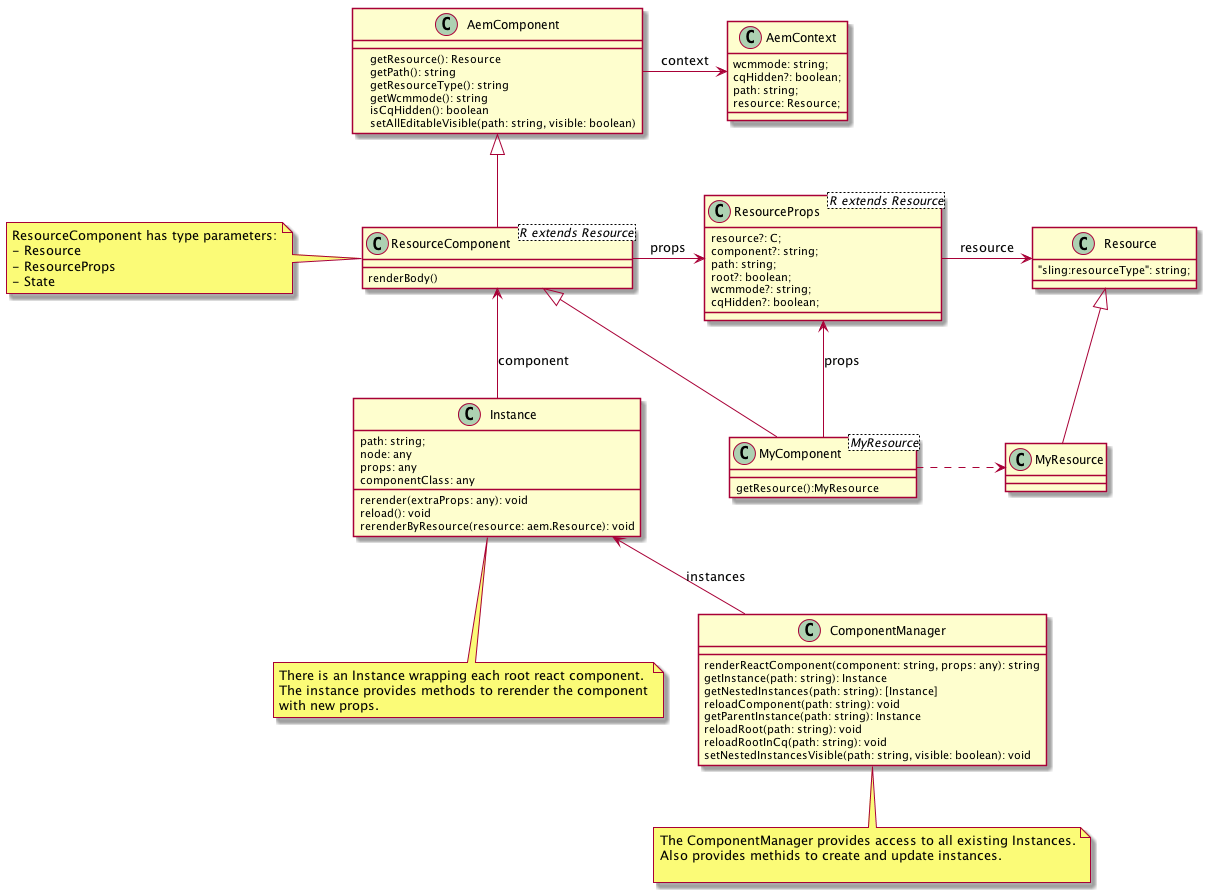 C AemComponent
getResource(): Resource
getPath(): string
getResourceType(): string
getWcmmode(): string
isCqHidden(): boolean
setAllEditableVisible(path: string, visible: boolean)
context
C AemContext
wcmmode: string;
cqHidden?: boolean;
path: string;
resource: Resource;
ResourceComponent has type parameters:
- Resource
- ResourceProps
- State
C ResourceComponent
R extends Resource
renderBody()
props
C ResourceProps
R extends Resource
resource?: C;
component?: string;
path: string;
root?: boolean;
wcmmode?: string;
cqHidden?: boolean;
resource
C Resource
"sling:resourceType": string;
component
props
C Instance
path: string;
node: any
props: any
componentClass: any
rerender(extraProps: any): void
reload(): void
rerenderByResource(resource: aem.Resource): void
C MyComponent
MyResource
getResource():MyResource
C MyResource
instances
There is an Instance wrapping each root react component.
The instance provides methods to rerender the component
with new props.
C ComponentManager
renderReactComponent(component: string, props: any): string
getInstance(path: string): Instance
getNestedInstances(path: string): [Instance]
reloadComponent(path: string): void
getParentInstance(path: string): Instance
reloadRoot(path: string): void
reloadRootInCq(path: string): void
setNestedInstancesVisible(path: string, visible: boolean): void
The ComponentManager provides access to all existing Instances.
Also provides methids to create and update instances.